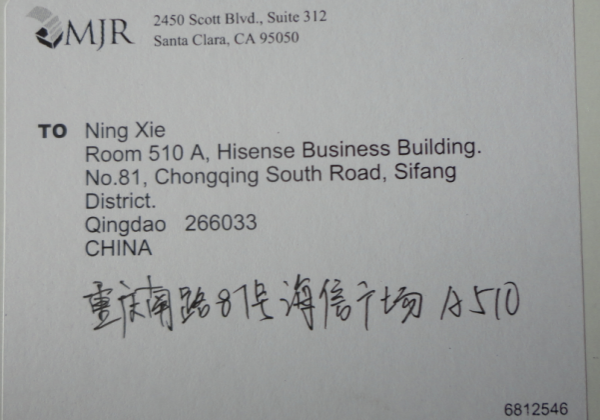 MJR
2450 Scott Blvd., Suite 312
Santa Clara, CA 95050
TO Ning Xie
Room 510 A, Hisense Business Building.
No.81, Chongqing South Road, Sifang
District.
Qingdao 266033
CHINA
重庆南路81号海信广场 A510
6812546